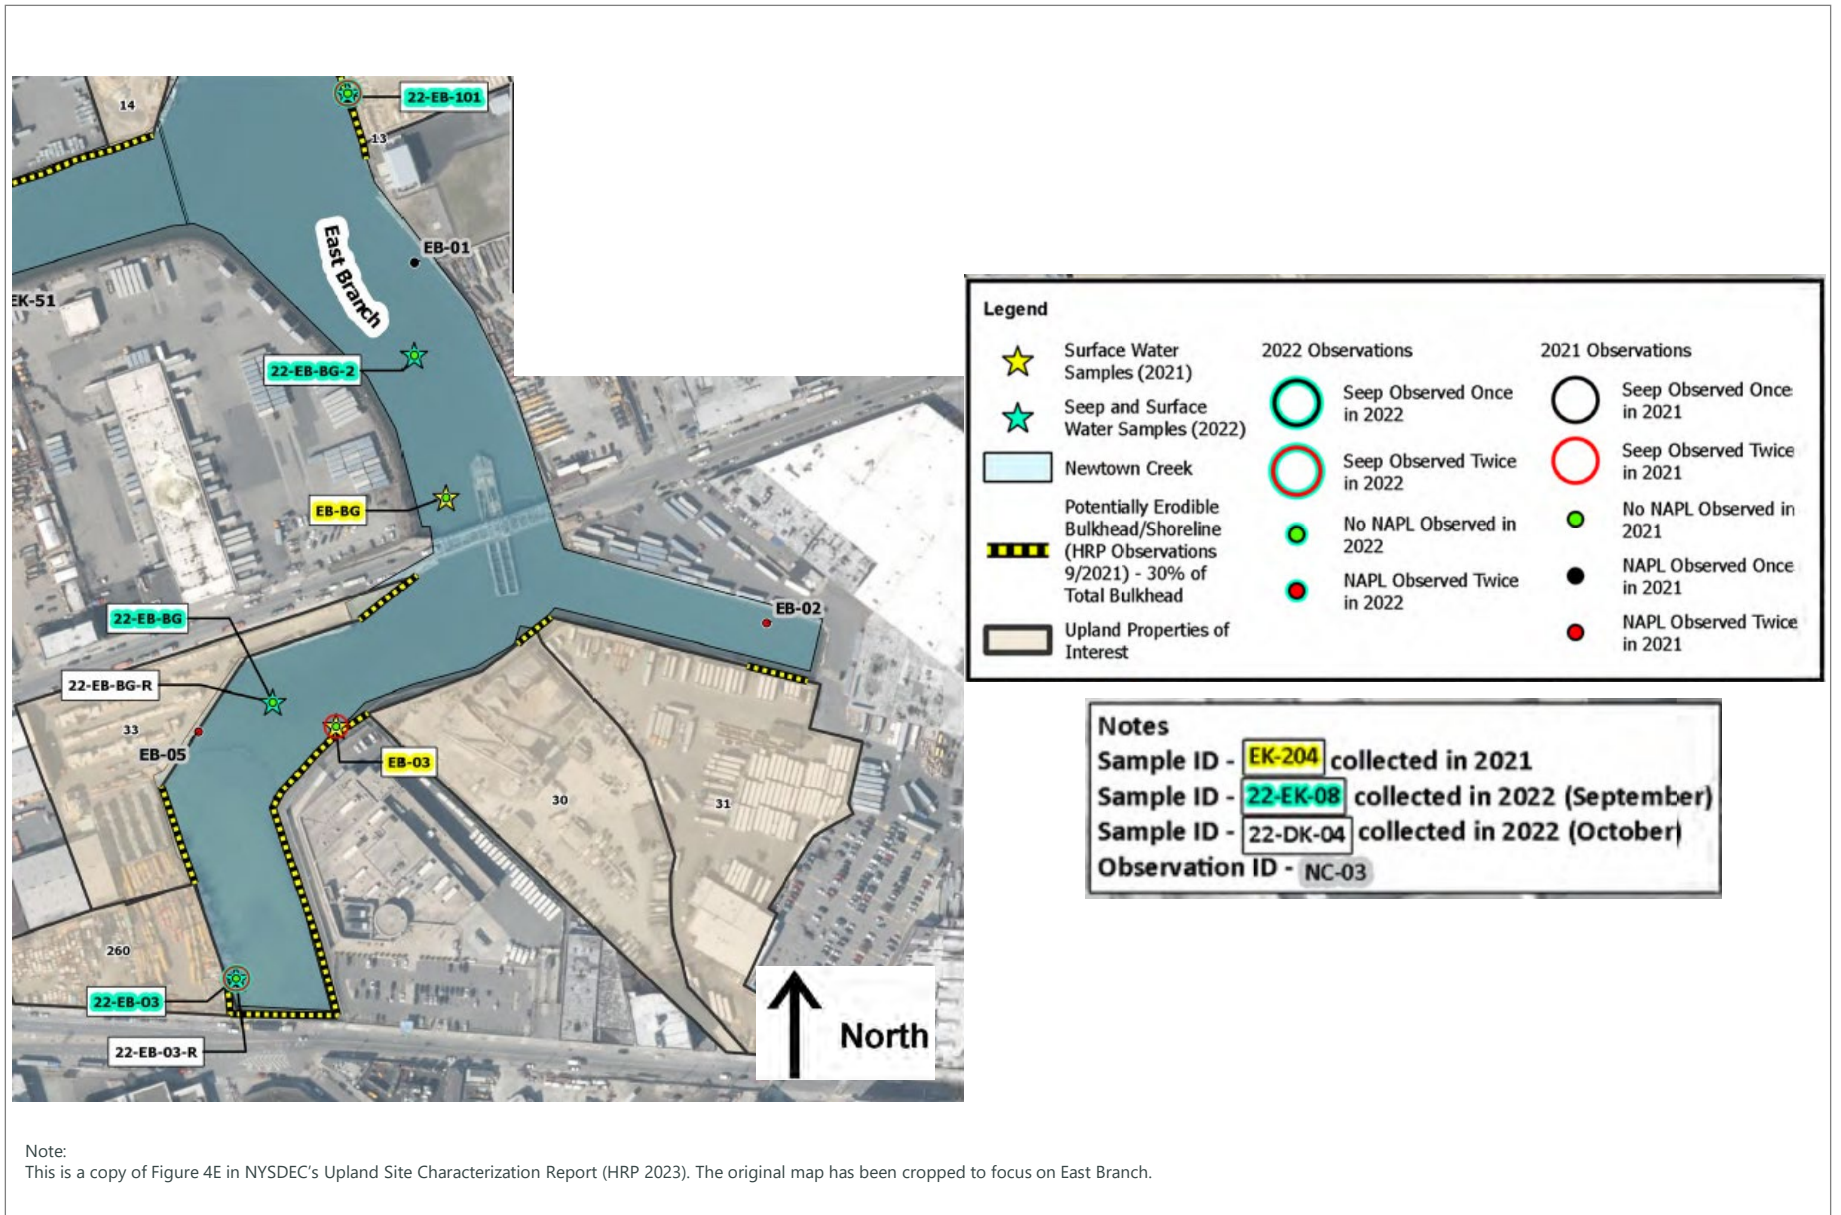 14
22-EB-101
13
EB-01
East Branch
EK-51
22-EB-BG-2
EB-BG
22-EB-BG
EB-02
22-EB-BG-R
33
EB-05
EB-03
30
31
260
22-EB-03
22-EB-03-R
North
Legend
Surface Water
Samples (2021)
Seep and Surface
Water Samples (2022)
Newtown Creek
Potentially Erodible
Bulkhead/Shoreline
(HRP Observations
9/2021) - 30% of
Total Bulkhead
Upland Properties of
Interest
2022 Observations
Seep Observed Once
in 2022
Seep Observed Twice
in 2022
No NAPL Observed in
2022
NAPL Observed Twice
in 2022
2021 Observations
Seep Observed Once
in 2021
Seep Observed Twice
in 2021
No NAPL Observed in
2021
NAPL Observed Once
in 2021
NAPL Observed Twice
in 2021
Notes
Sample ID - EK-204 collected in 2021
Sample ID - 22-EK-08 collected in 2022 (September)
Sample ID - 22-DK-04 collected in 2022 (October)
Observation ID - NC-03
Note:
This is a copy of Figure 4E in NYSDEC's Upland Site Characterization Report (HRP 2023). The original map has been cropped to focus on East Branch.